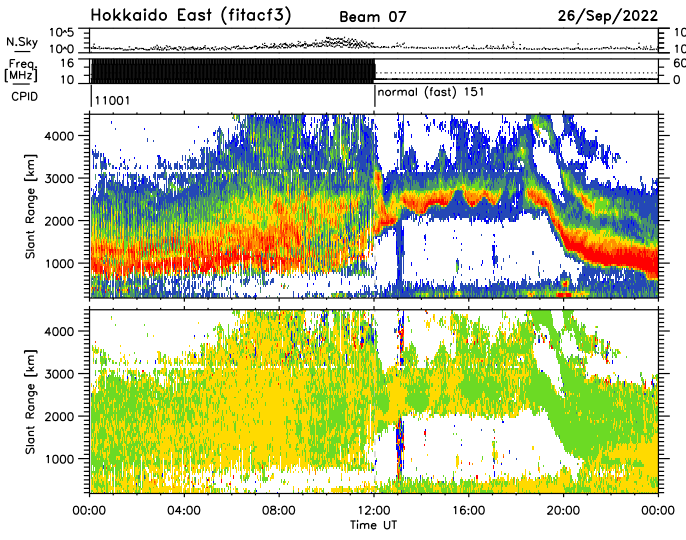 Hokkaido East (fitacf3) Beam 07 26/Sep/2022
N.Sky 10^5 10^0 10 10
Freq. [MHz] 16 10 60 0
CPID 11001 normal (fast) 151
Slant Range [km] 4000 3000 2000 1000
Slant Range [km] 4000 3000 2000 1000
00:00 04:00 08:00 12:00 16:00 20:00 00:00
Time UT